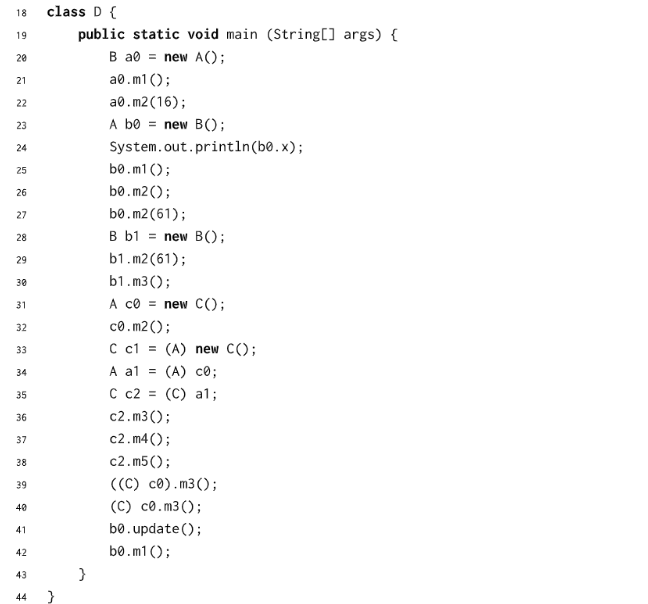 18 class D {
19 public static void main (String[] args) {
20 B a0 = new A();
21 a0.m1();
22 a0.m2(16);
23 A b0 = new B();
24 System.out.println(b0.x);
25 b0.m1();
26 b0.m2();
27 b0.m2(61);
28 B b1 = new B();
29 b1.m2(61);
30 b1.m3();
31 A c0 = new C();
32 c0.m2();
33 C c1 = (A) new C();
34 A a1 = (A) c0;
35 C c2 = (C) a1;
36 c2.m3();
37 c2.m4();
38 c2.m5();
39 ((C) c0).m3();
40 (C) c0.m3();
41 b0.update();
42 b0.m1();
43 }
44 }